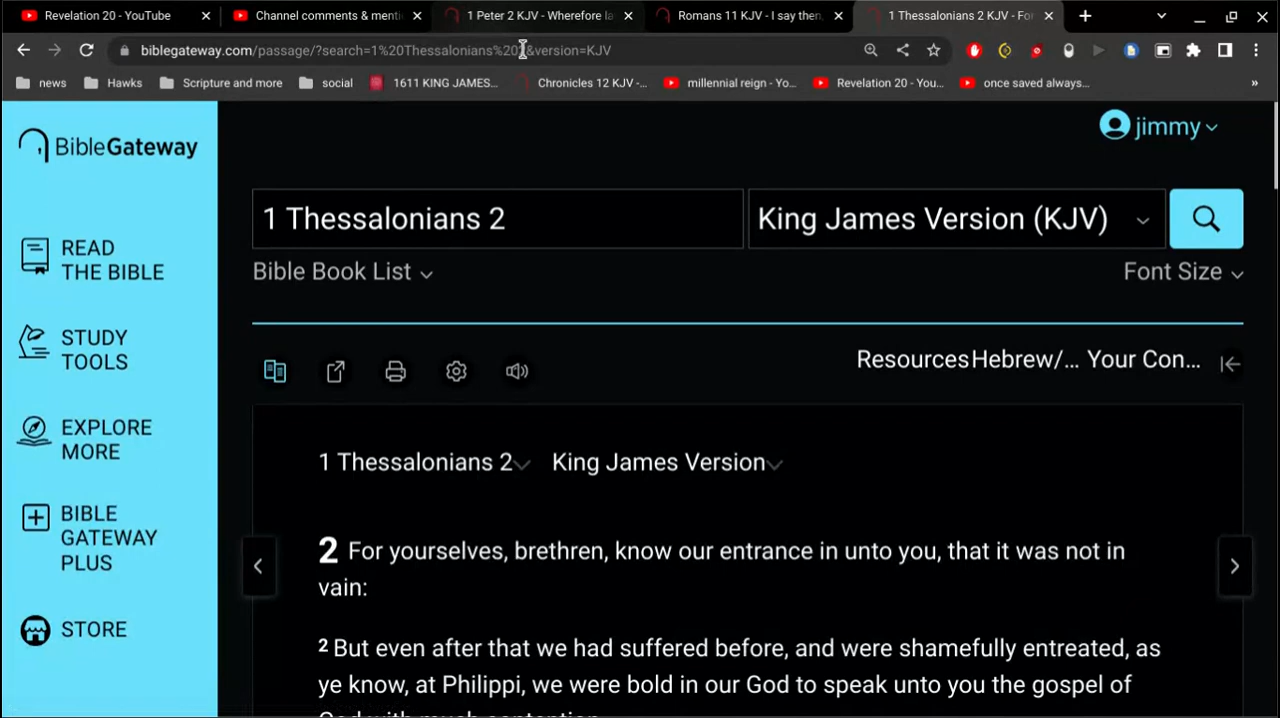 Revelation 20 - YouTube
Channel comments & menti
1 Peter 2 KJV - Wherefore la
Romans 11 KJV - I say then,
1 Thessalonians 2 KJV - Fo
biblegateway.com/passage/?search=1%20Thessalonians%20 &version=KJV
news
Hawks
Scripture and more
social
1611 KING JAMES...
Chronicles 12 KJV -...
millennial reign - Yo...
Revelation 20 - You...
once saved always...
»
BibleGateway
jimmy
1 Thessalonians 2
King James Version (KJV)
Bible Book List
Font Size
READ
THE BIBLE
STUDY
TOOLS
EXPLORE
MORE
BIBLE
GATEWAY
PLUS
STORE
Resources Hebrew/... Your Con...
1 Thessalonians 2 King James Version
2 For yourselves, brethren, know our entrance in unto you, that it was not in
vain:
2 But even after that we had suffered before, and were shamefully entreated, as
ye know, at Philippi, we were bold in our God to speak unto you the gospel of
God with much contention.